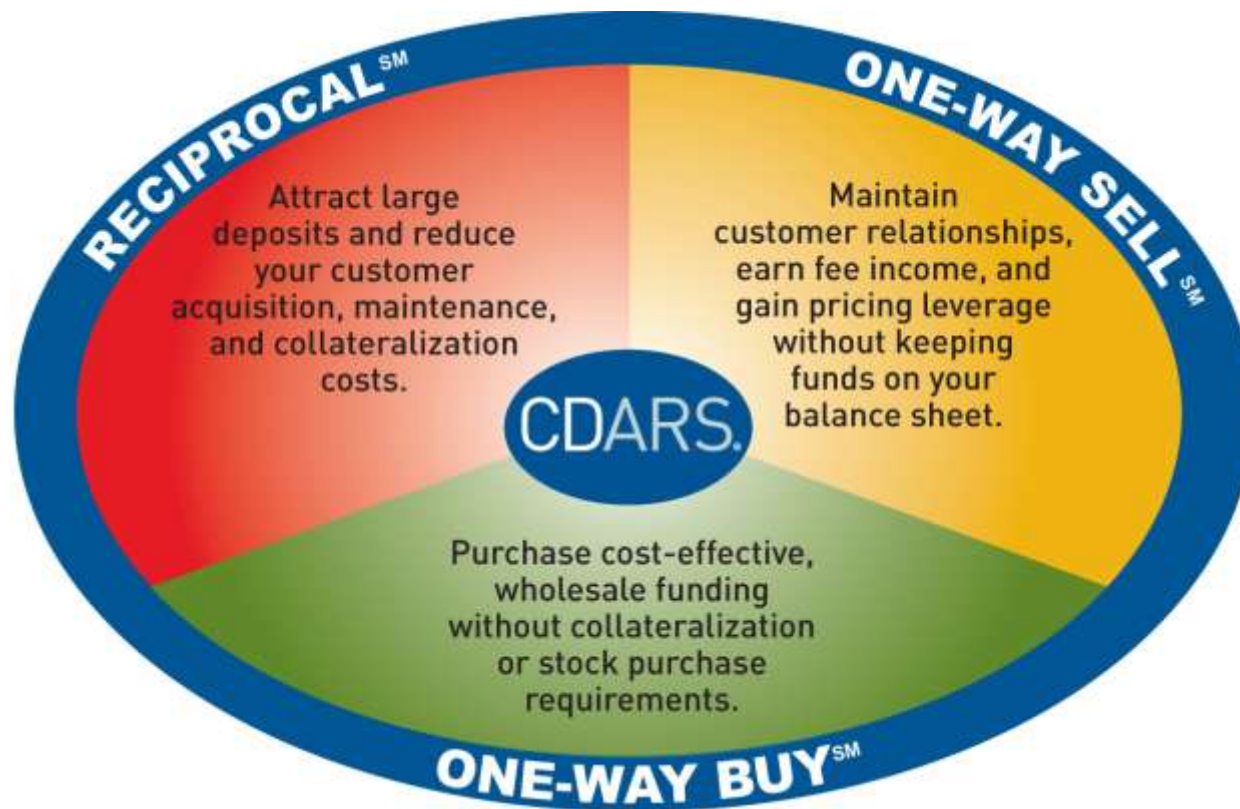 RECIPROCAL℠
Attract large
deposits and reduce
your customer
acquisition, maintenance,
and collateralization
costs.
ONE-WAY SELL℠
Maintain
customer relationships,
earn fee income, and
gain pricing leverage
without keeping
funds on your
balance sheet.
CDARS®
Purchase cost-effective,
wholesale funding
without collateralization
or stock purchase
requirements.
ONE-WAY BUY℠